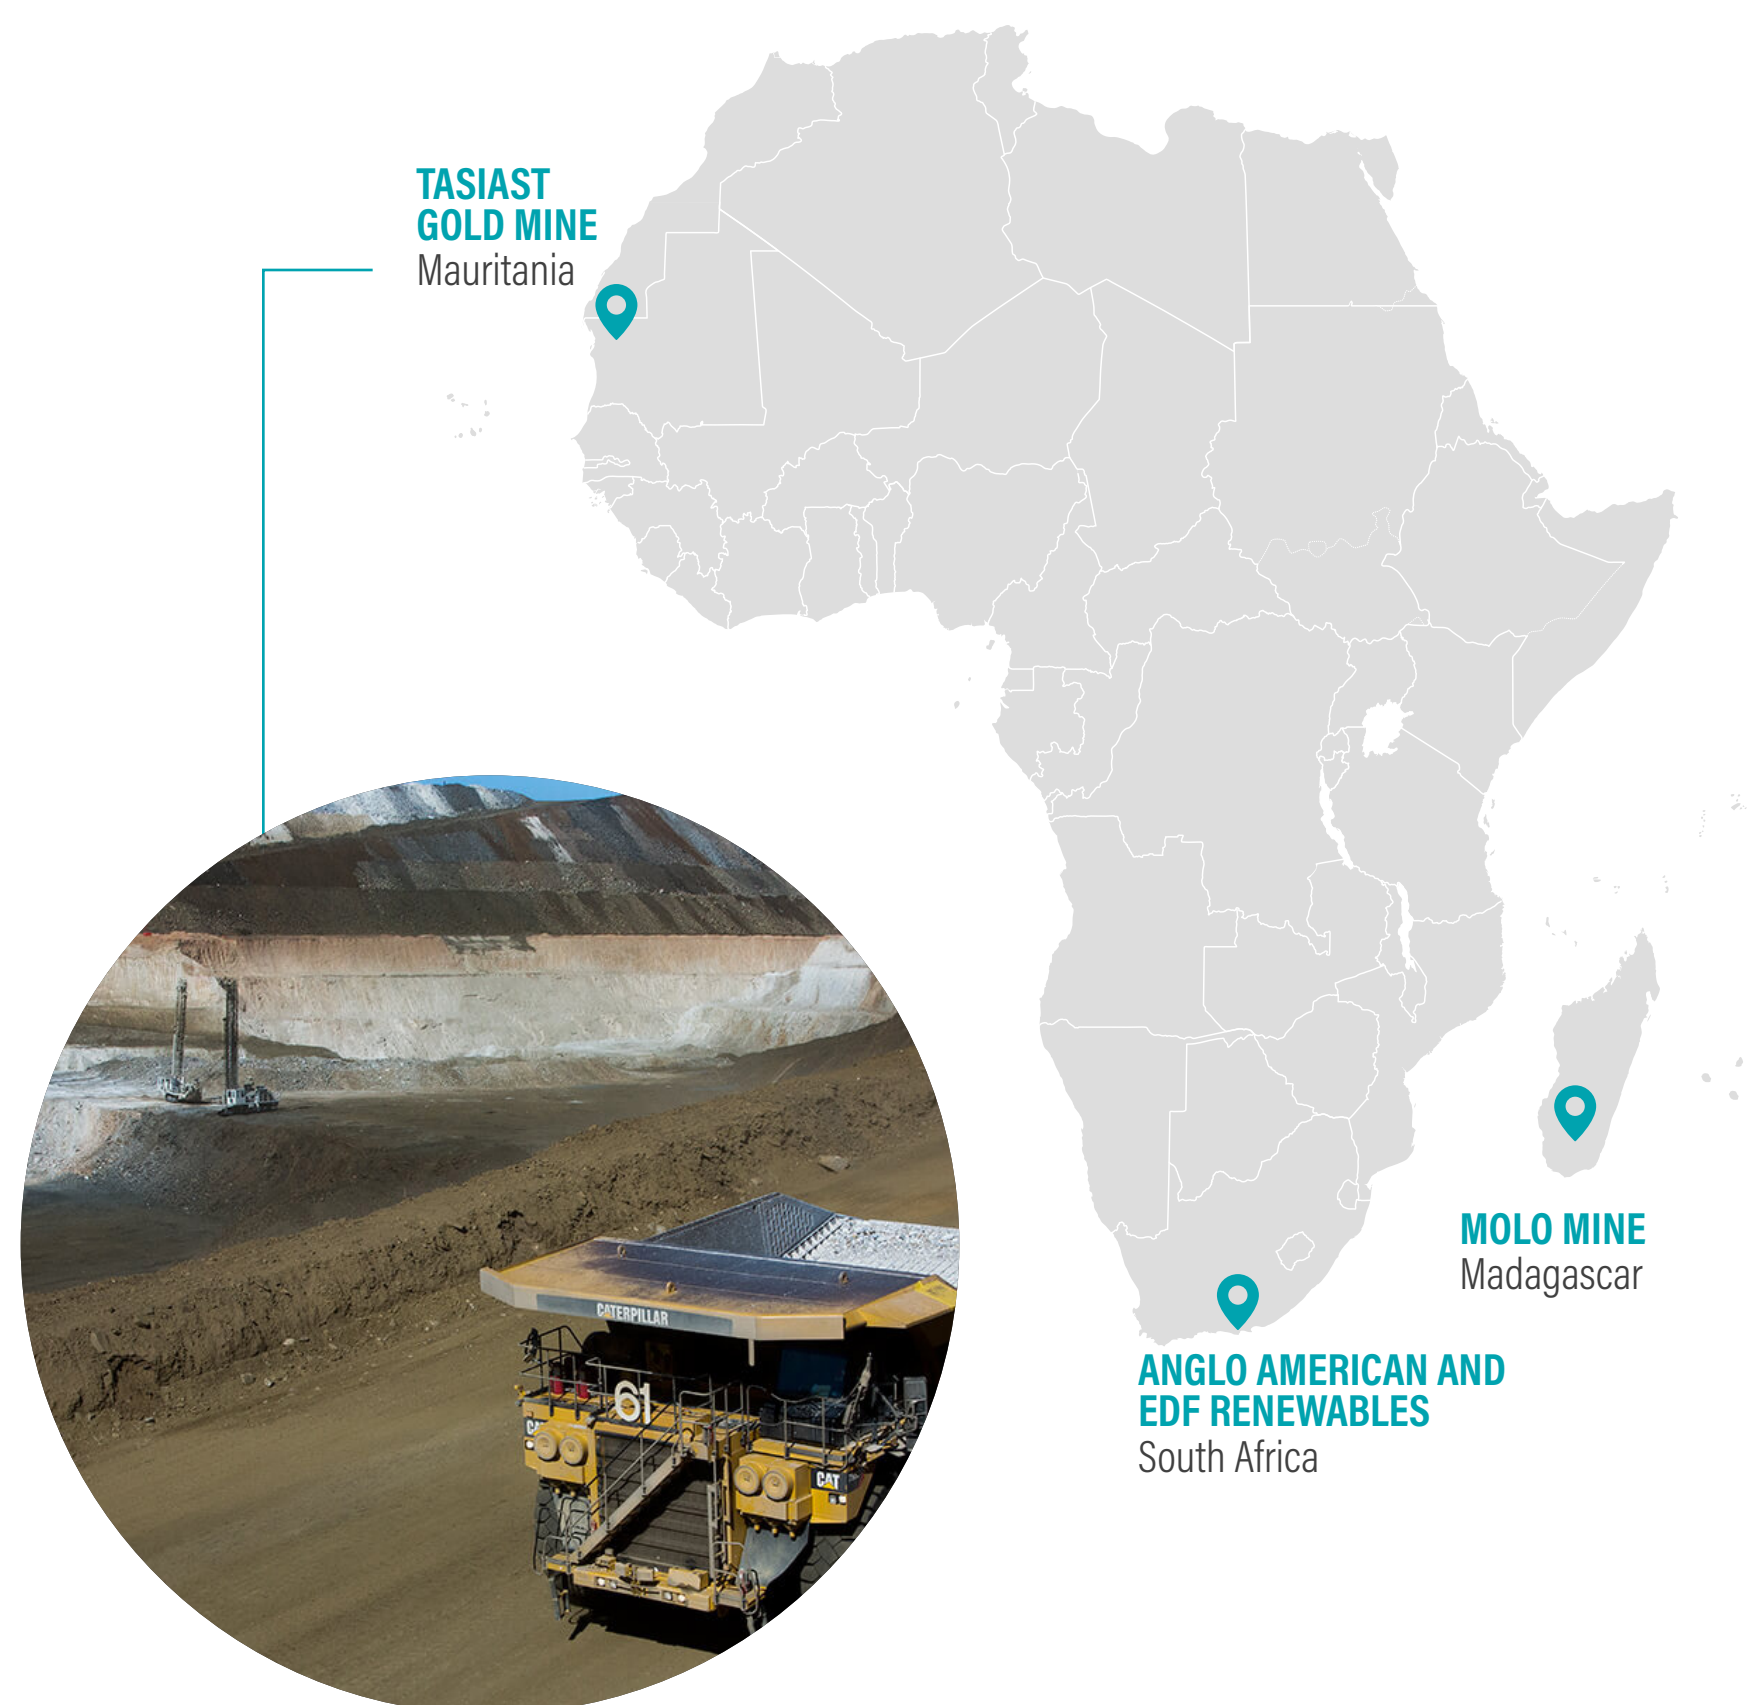 TASIAST
GOLD MINE
Mauritania
MOLO MINE
Madagascar
ANGLO AMERICAN AND
EDF RENEWABLES
South Africa
CATERPILLAR
61
CAT